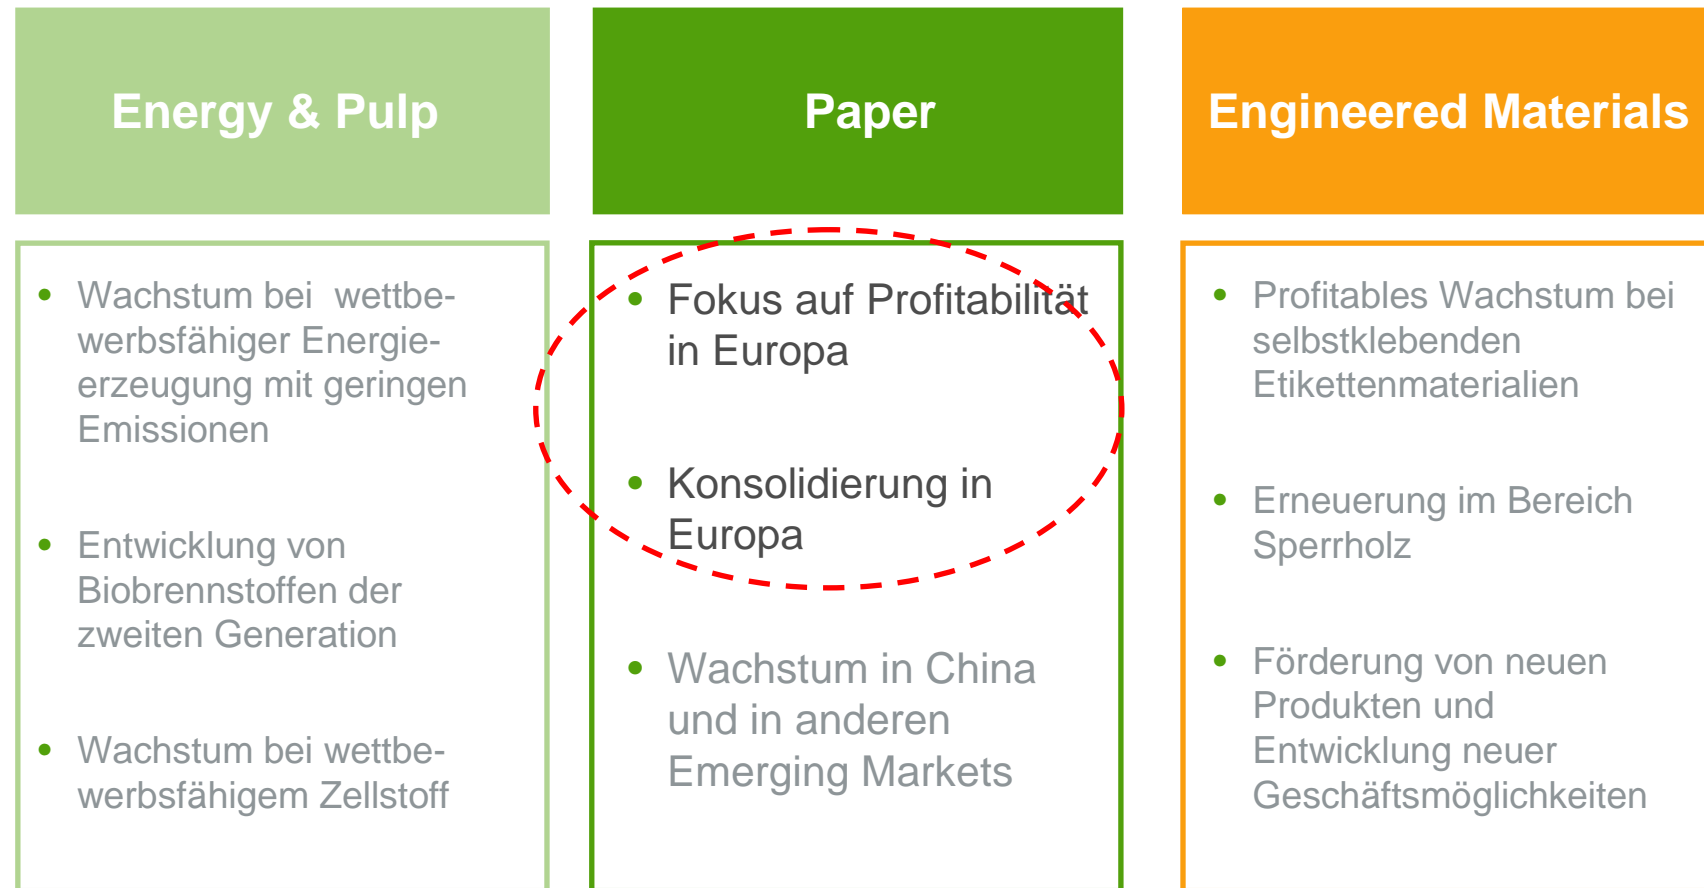 Energy & Pulp
• Wachstum bei  wettbe-
werbsfähiger Energie-
erzeugung mit geringen
Emissionen
• Entwicklung von
Biobrennstoffen der
zweiten Generation
• Wachstum bei wettbe-
werbsfähigem Zellstoff
Paper
• Fokus auf Profitabilität
in Europa
• Konsolidierung in
Europa
• Wachstum in China
und in anderen
Emerging Markets
Engineered Materials
• Profitables Wachstum bei
selbstklebenden
Etikettenmaterialien
• Erneuerung im Bereich
Sperrholz
• Förderung von neuen
Produkten und
Entwicklung neuer
Geschäftsmöglichkeiten